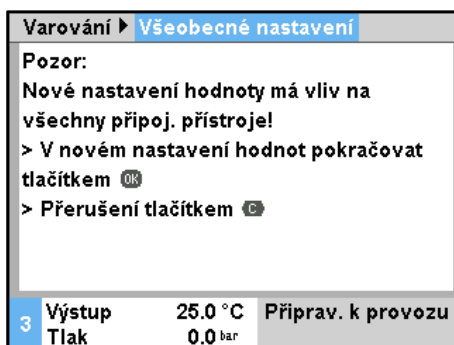 Varování ▶ Všeobecné nastavení
Pozor:
Nové nastavení hodnoty má vliv na
všechny připoj. přístroje!
> V novém nastavení hodnot pokračovat
tlačítkem OK
> Přerušení tlačítkem C
3 Výstup 25.0 °C Připrav. k provozu
Tlak 0.0 bar